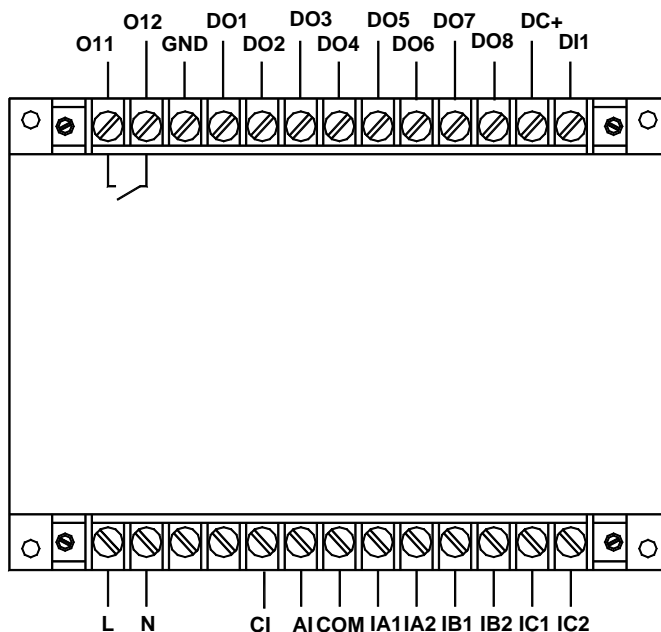 O12 DO1 DO3 DO5 DO7 DC+
O11 GND DO2 DO4 DO6 DO8 DI1
L N CI AI COM IA1 IA2 IB1 IB2 IC1 IC2